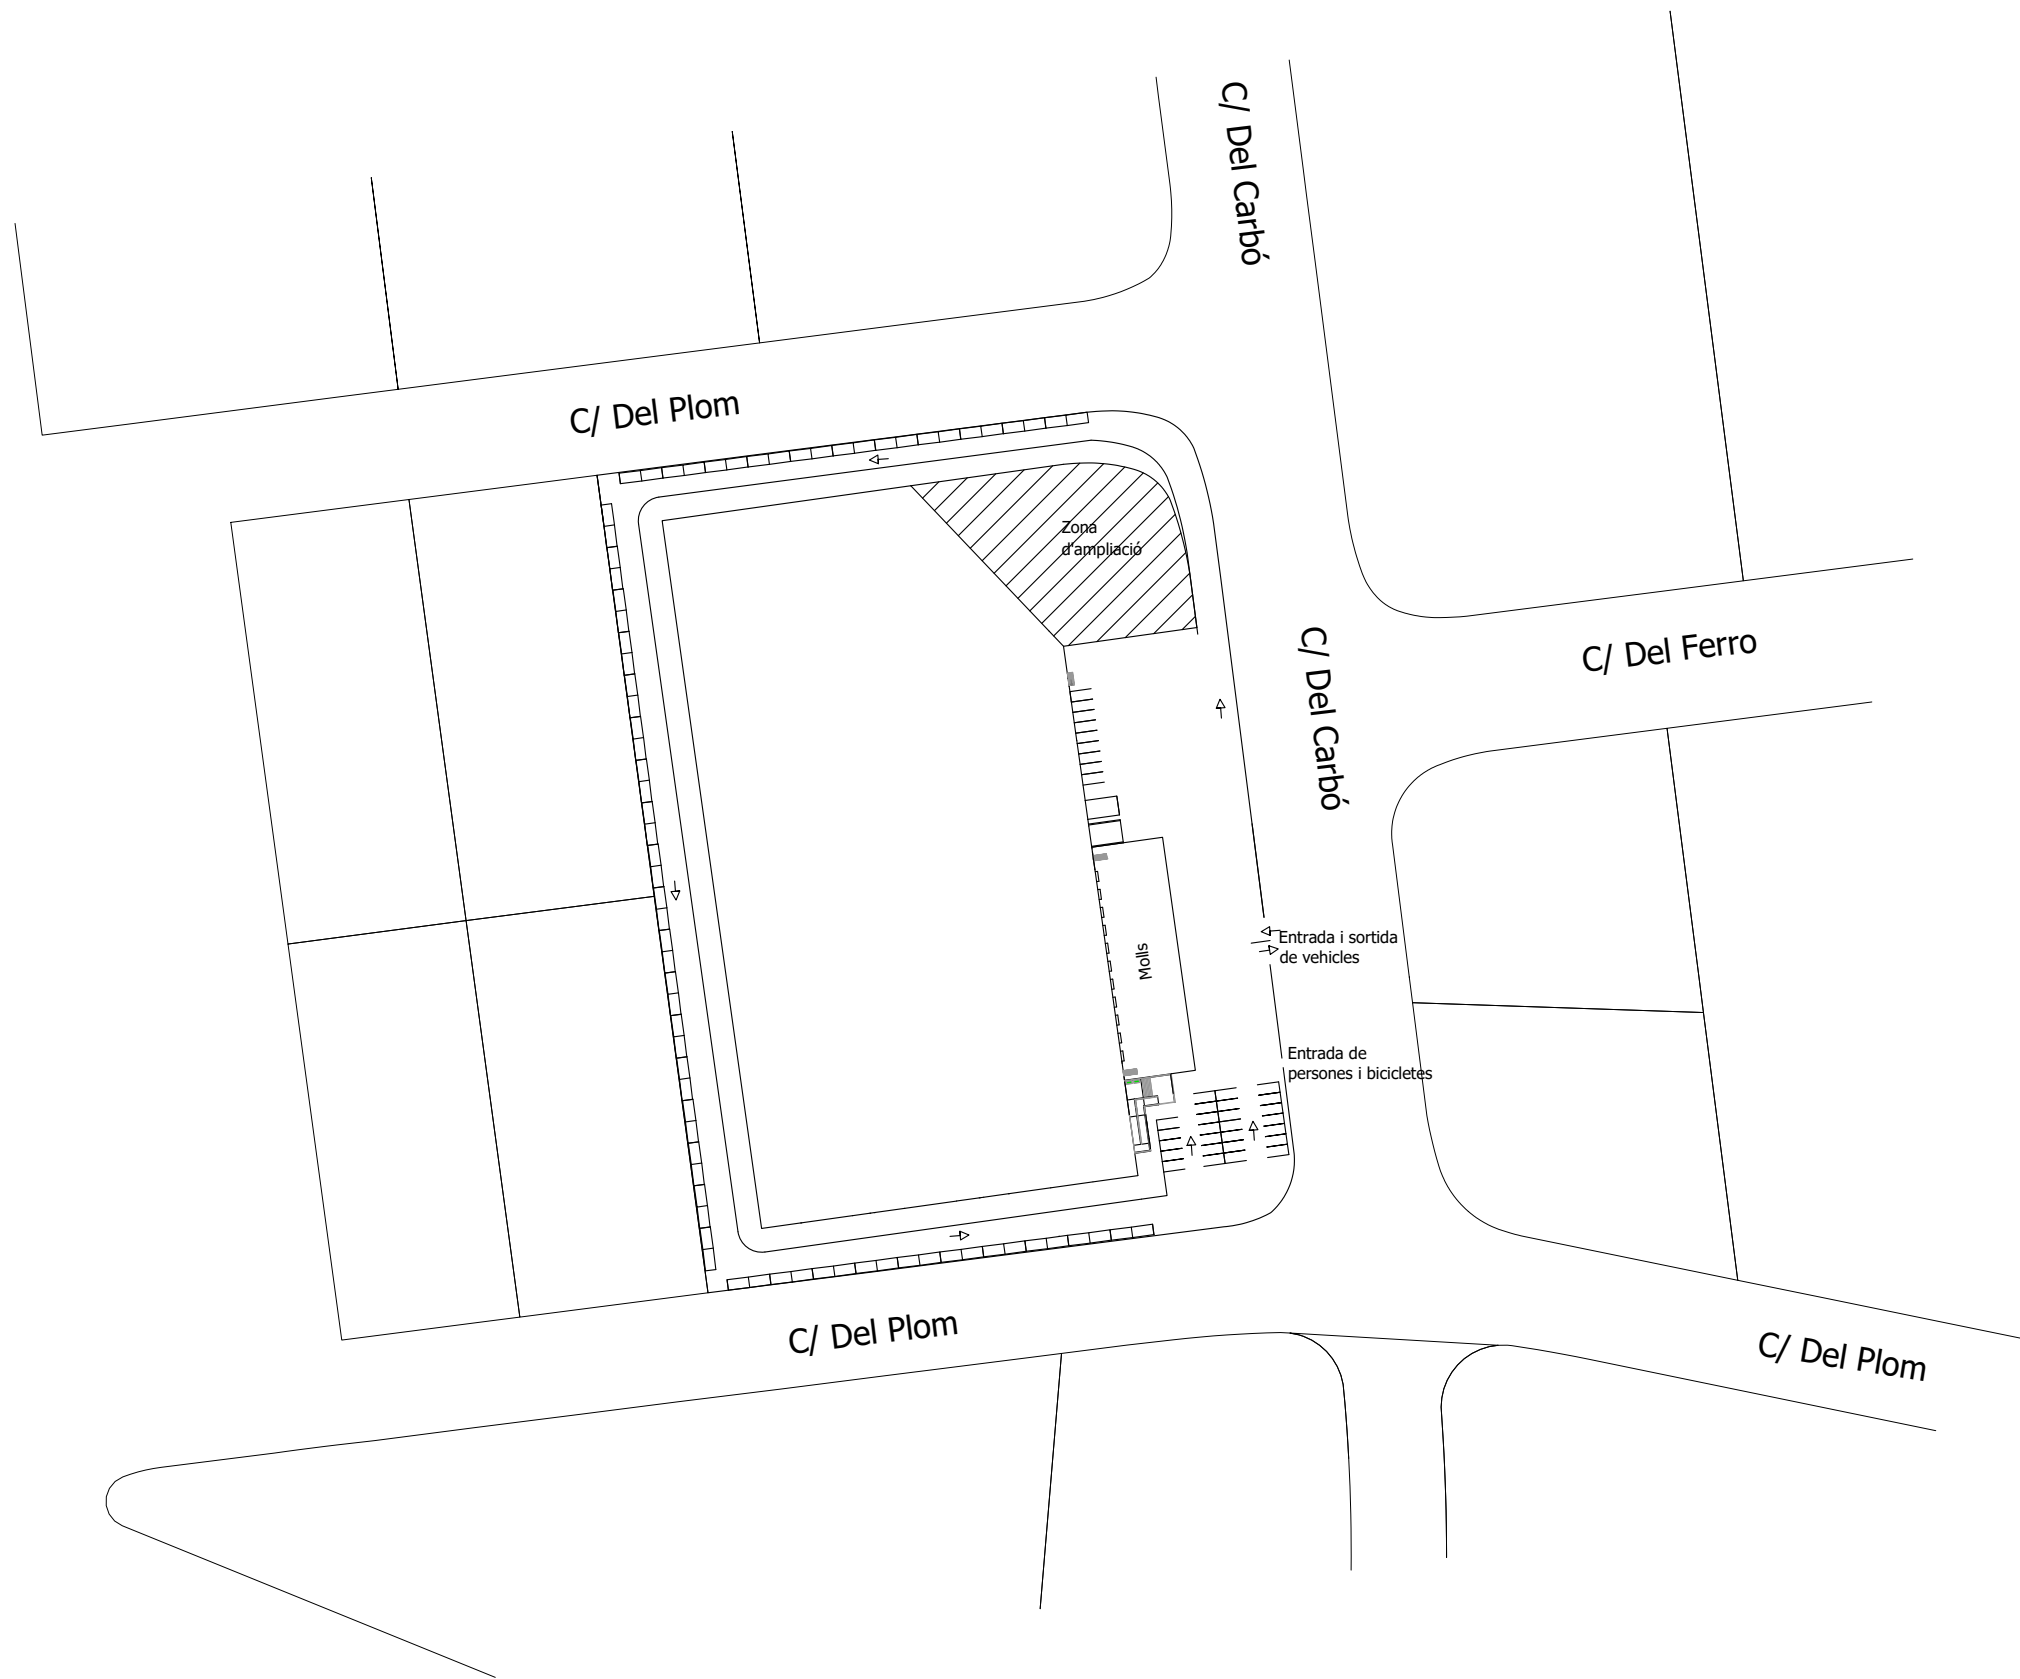 C/ Del Carbó
C/ Del Plom
Zona
d'ampliació
C/ Del Ferro
C/ Del Carbó
Entrada i sortida
de vehicles
Molls
Entrada de
persones i bicicletes
C/ Del Plom
C/ Del Plom